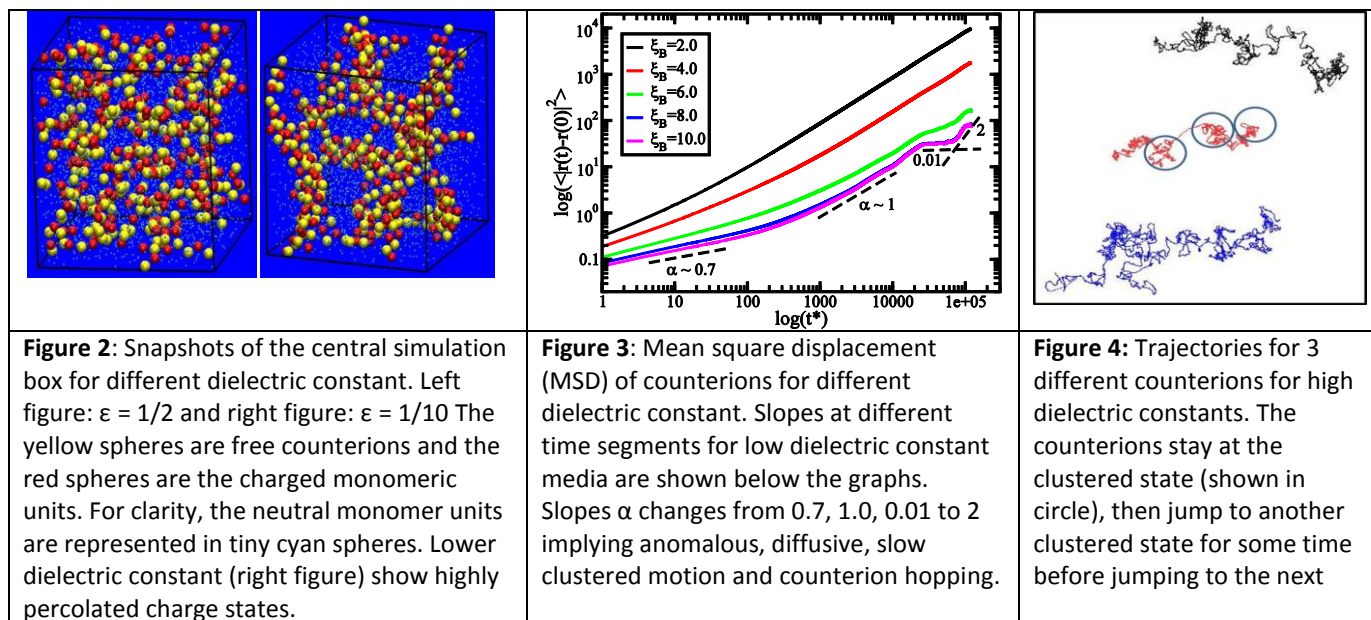 10⁴
10³
10²
10¹
10⁰
0.1
log(<|r(t)-r(0)|²>
ξB=2.0
ξB=4.0
ξB=6.0
ξB=8.0
ξB=10.0
2
0.01
α ~ 1
α ~ 0.7
1
10
100
1000
10000
1e+05
log(t*)
Figure 2: Snapshots of the central simulation
box for different dielectric constant. Left
figure: ε = 1/2 and right figure: ε = 1/10 The
yellow spheres are free counterions and the
red spheres are the charged monomeric
units. For clarity, the neutral monomer units
are represented in tiny cyan spheres. Lower
dielectric constant (right figure) show highly
percolated charge states.
Figure 3: Mean square displacement
(MSD) of counterions for different
dielectric constant. Slopes at different
time segments for low dielectric constant
media are shown below the graphs.
Slopes α changes from 0.7, 1.0, 0.01 to 2
implying anomalous, diffusive, slow
clustered motion and counterion hopping.
Figure 4: Trajectories for 3
different counterions for high
dielectric constants. The
counterions stay at the
clustered state (shown in
circle), then jump to another
clustered state for some time
before jumping to the next